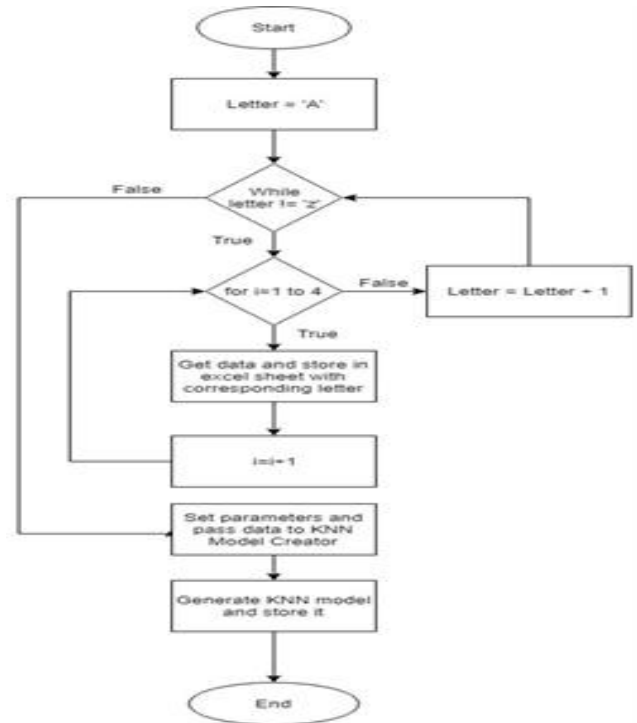 Start
Letter = 'A'
While
letter != 'z'
False
True
for i=1 to 4
False
Letter = Letter + 1
True
Get data and store in
excel sheet with
corresponding letter
i=i+1
Set parameters and
pass data to KNN
Model Creator
Generate KNN model
and store it
End